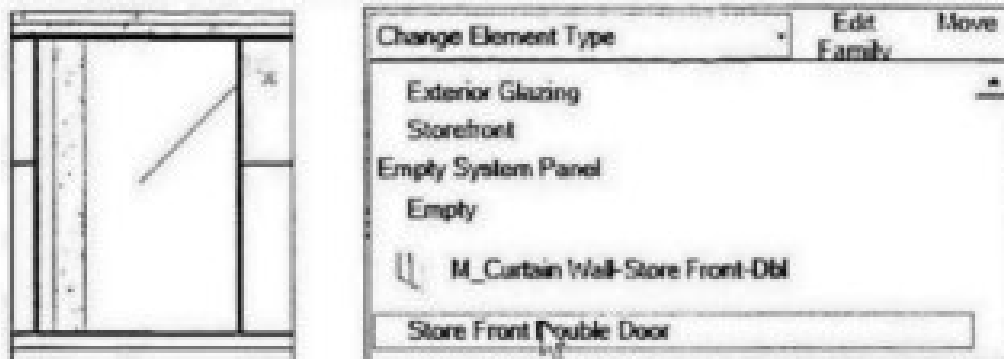 Change Element Type
Edit Family
Move
Exterior Glazing
Storefront
Empty System Panel
Empty
M_Curtain Wall-Store Front-Dbl
Store Front Double Door